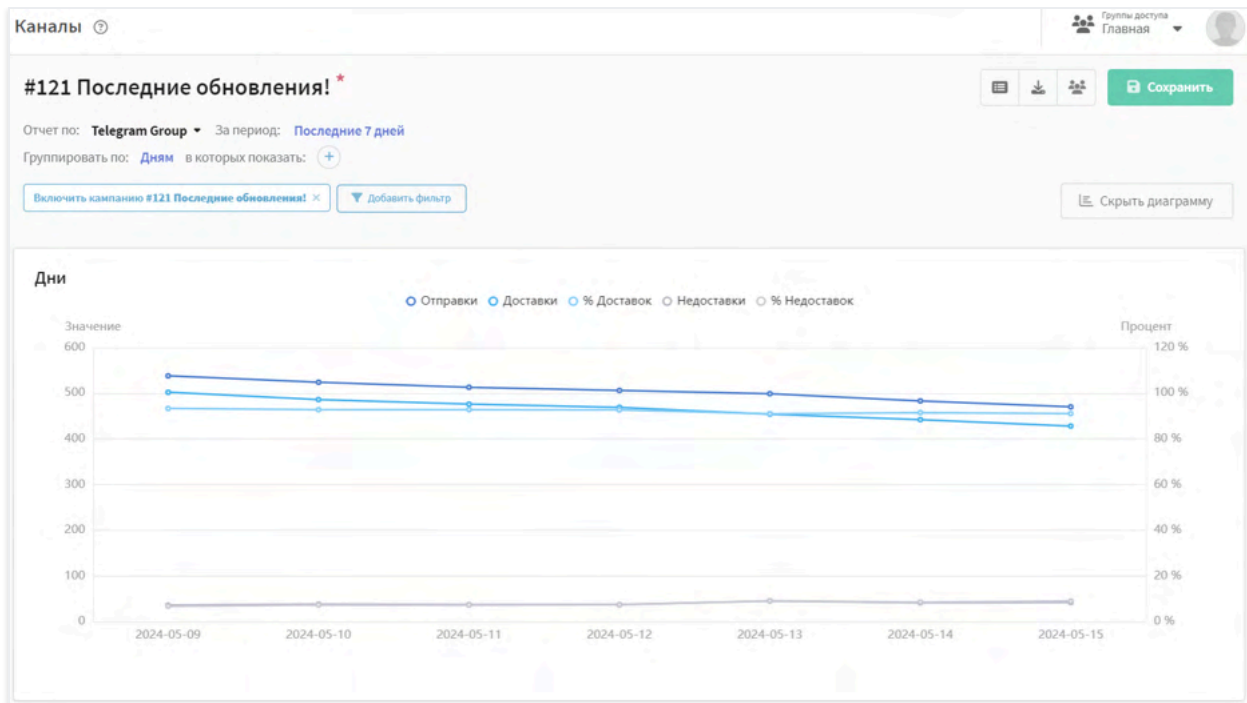 Каналы
Группы доступа
Главная
#121 Последние обновления! *
Сохранить
Отчет по: Telegram Group За период: Последние 7 дней
Группировать по: Дням в которых показать: +
Включить кампанию #121 Последние обновления! ×
Добавить фильтр
Скрыть диаграмму
Дни
Отправки Доставки % Доставок Недоставки % Недоставок
Значение Процент
600 120 %
500 100 %
400 80 %
300 60 %
200 40 %
100 20 %
0 0 %
2024-05-09 2024-05-10 2024-05-11 2024-05-12 2024-05-13 2024-05-14 2024-05-15